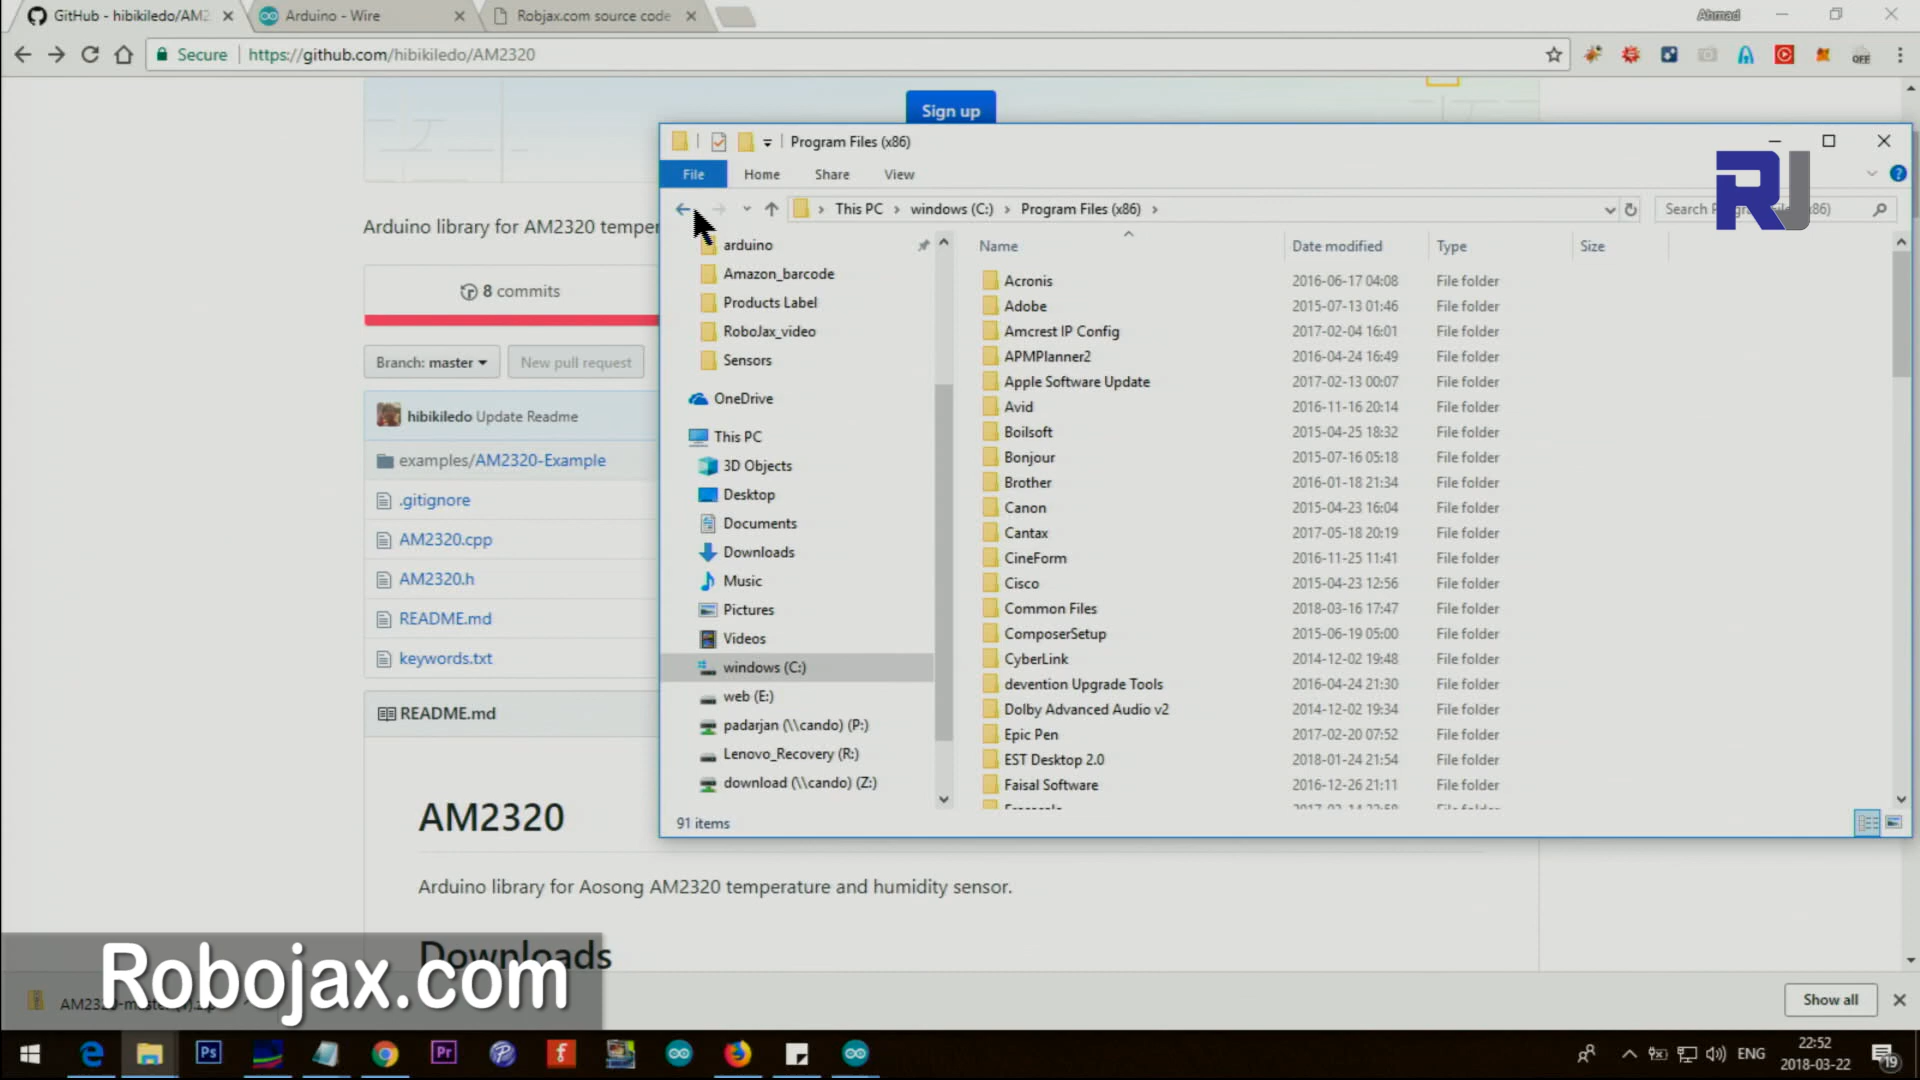 GitHub - hibikiledo/AM2
Arduino - Wire
Robjax.com source code
Ahmad
Secure
https://github.com/hibikiledo/AM2320
OFF
Sign up
Arduino library for AM2320 temper
8 commits
Branch: master
New pull request
hibikiledo Update Readme
examples/AM2320-Example
.gitignore
AM2320.cpp
AM2320.h
README.md
keywords.txt
README.md
AM2320
Arduino library for Aosong AM2320 temperature and humidity sensor.
Downloads
Program Files (x86)
File
Home
Share
View
?
RJ
This PC
windows (C:)
Program Files (x86)
Search
(x86)
arduino
Amazon_barcode
Products Label
RoboJax_video
Sensors
OneDrive
This PC
3D Objects
Desktop
Documents
Downloads
Music
Pictures
Videos
windows (C:)
web (E:)
padarjan (\\cando) (P:)
Lenovo_Recovery (R:)
download (\\cando) (Z:)
Name Date modified Type Size
Acronis 2016-06-17 04:08 File folder
Adobe 2015-07-13 01:46 File folder
Amcrest IP Config 2017-02-04 16:01 File folder
APMPlanner2 2016-04-24 16:49 File folder
Apple Software Update 2017-02-13 00:07 File folder
Avid 2016-11-16 20:14 File folder
Boilsoft 2015-04-25 18:32 File folder
Bonjour 2015-07-16 05:18 File folder
Brother 2016-01-18 21:34 File folder
Canon 2015-04-23 16:04 File folder
Cantax 2017-05-18 20:19 File folder
CineForm 2016-11-25 11:41 File folder
Cisco 2015-04-23 12:56 File folder
Common Files 2018-03-16 17:47 File folder
ComposerSetup 2015-06-19 05:00 File folder
CyberLink 2014-12-02 19:48 File folder
devention Upgrade Tools 2016-04-24 21:30 File folder
Dolby Advanced Audio v2 2014-12-02 19:34 File folder
Epic Pen 2017-02-20 07:52 File folder
EST Desktop 2.0 2018-01-24 21:54 File folder
Faisal Software 2016-12-26 21:11 File folder
91 items
Robojax.com
Show all
Ps
Pr
ENG
22:52
2018-03-22
19